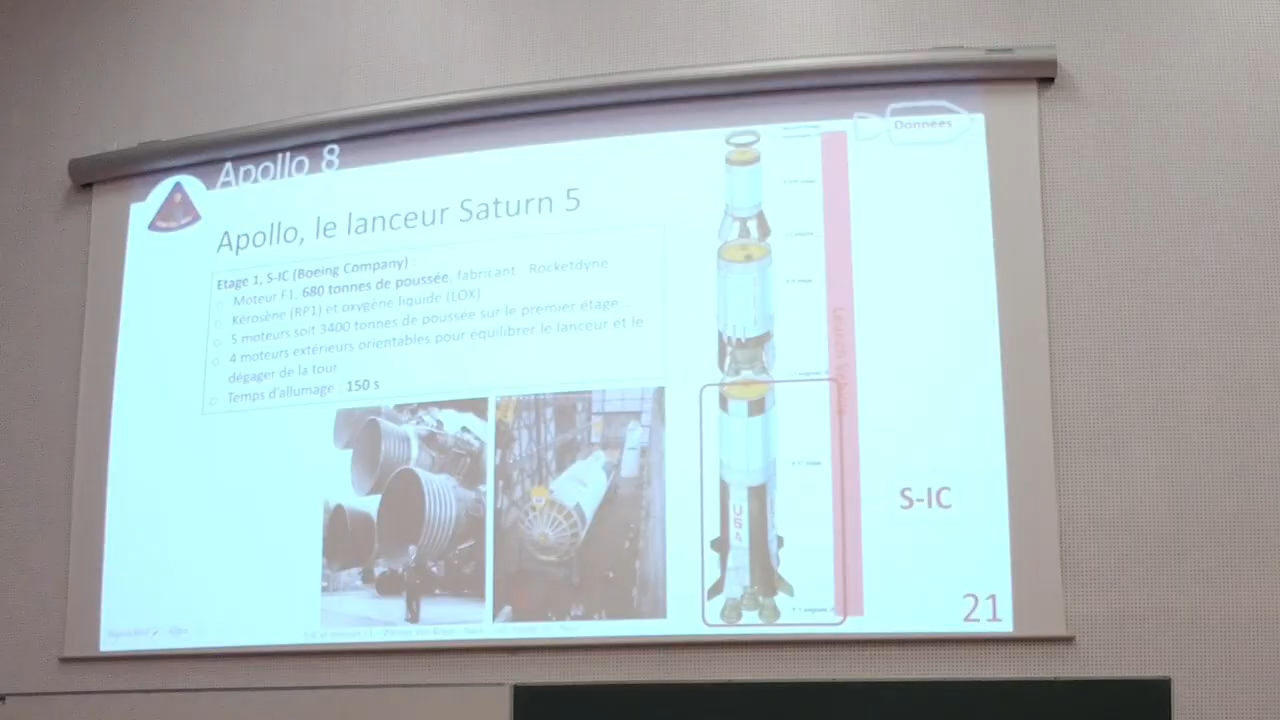 Données
Apollo 8
Apollo, le lanceur Saturn 5
Etage 1, S-IC (Boeing Company) :
Moteur F1, 680 tonnes de poussée, fabricant : Rocketdyne
Kérosène (RP1) et oxygène liquide (LOX)
5 moteurs soit 3400 tonnes de poussée sur le premier étage...
4 moteurs extérieurs orientables pour équilibrer le lanceur et le
dégager de la tour
Temps d'allumage : 150 s
Launch Vehicle
USA
S-IC
21